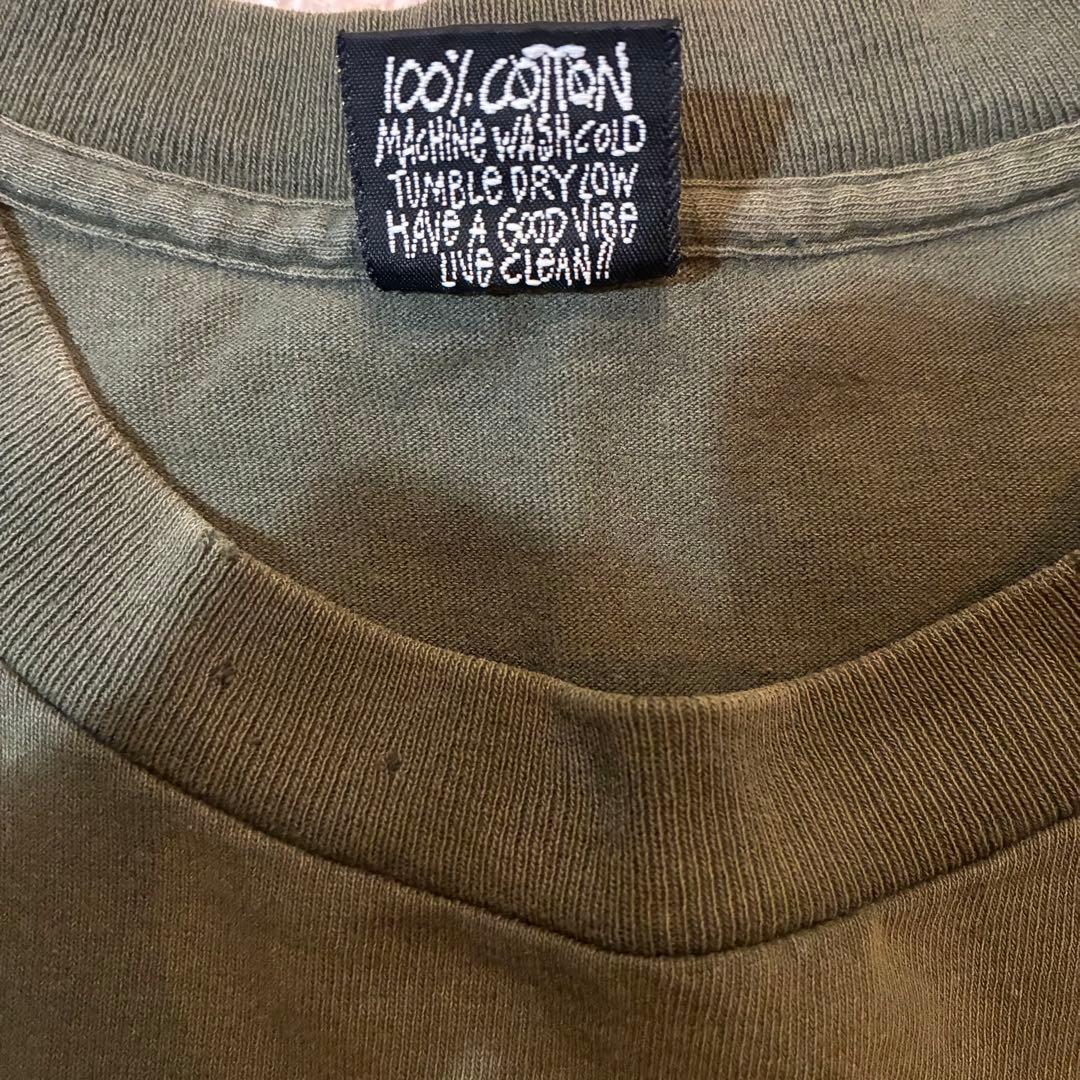 100% COTTON
MACHINE WASH COLD
TUMBLE DRY LOW
HAVE A GOOD VIBE
LIVE CLEAN!!